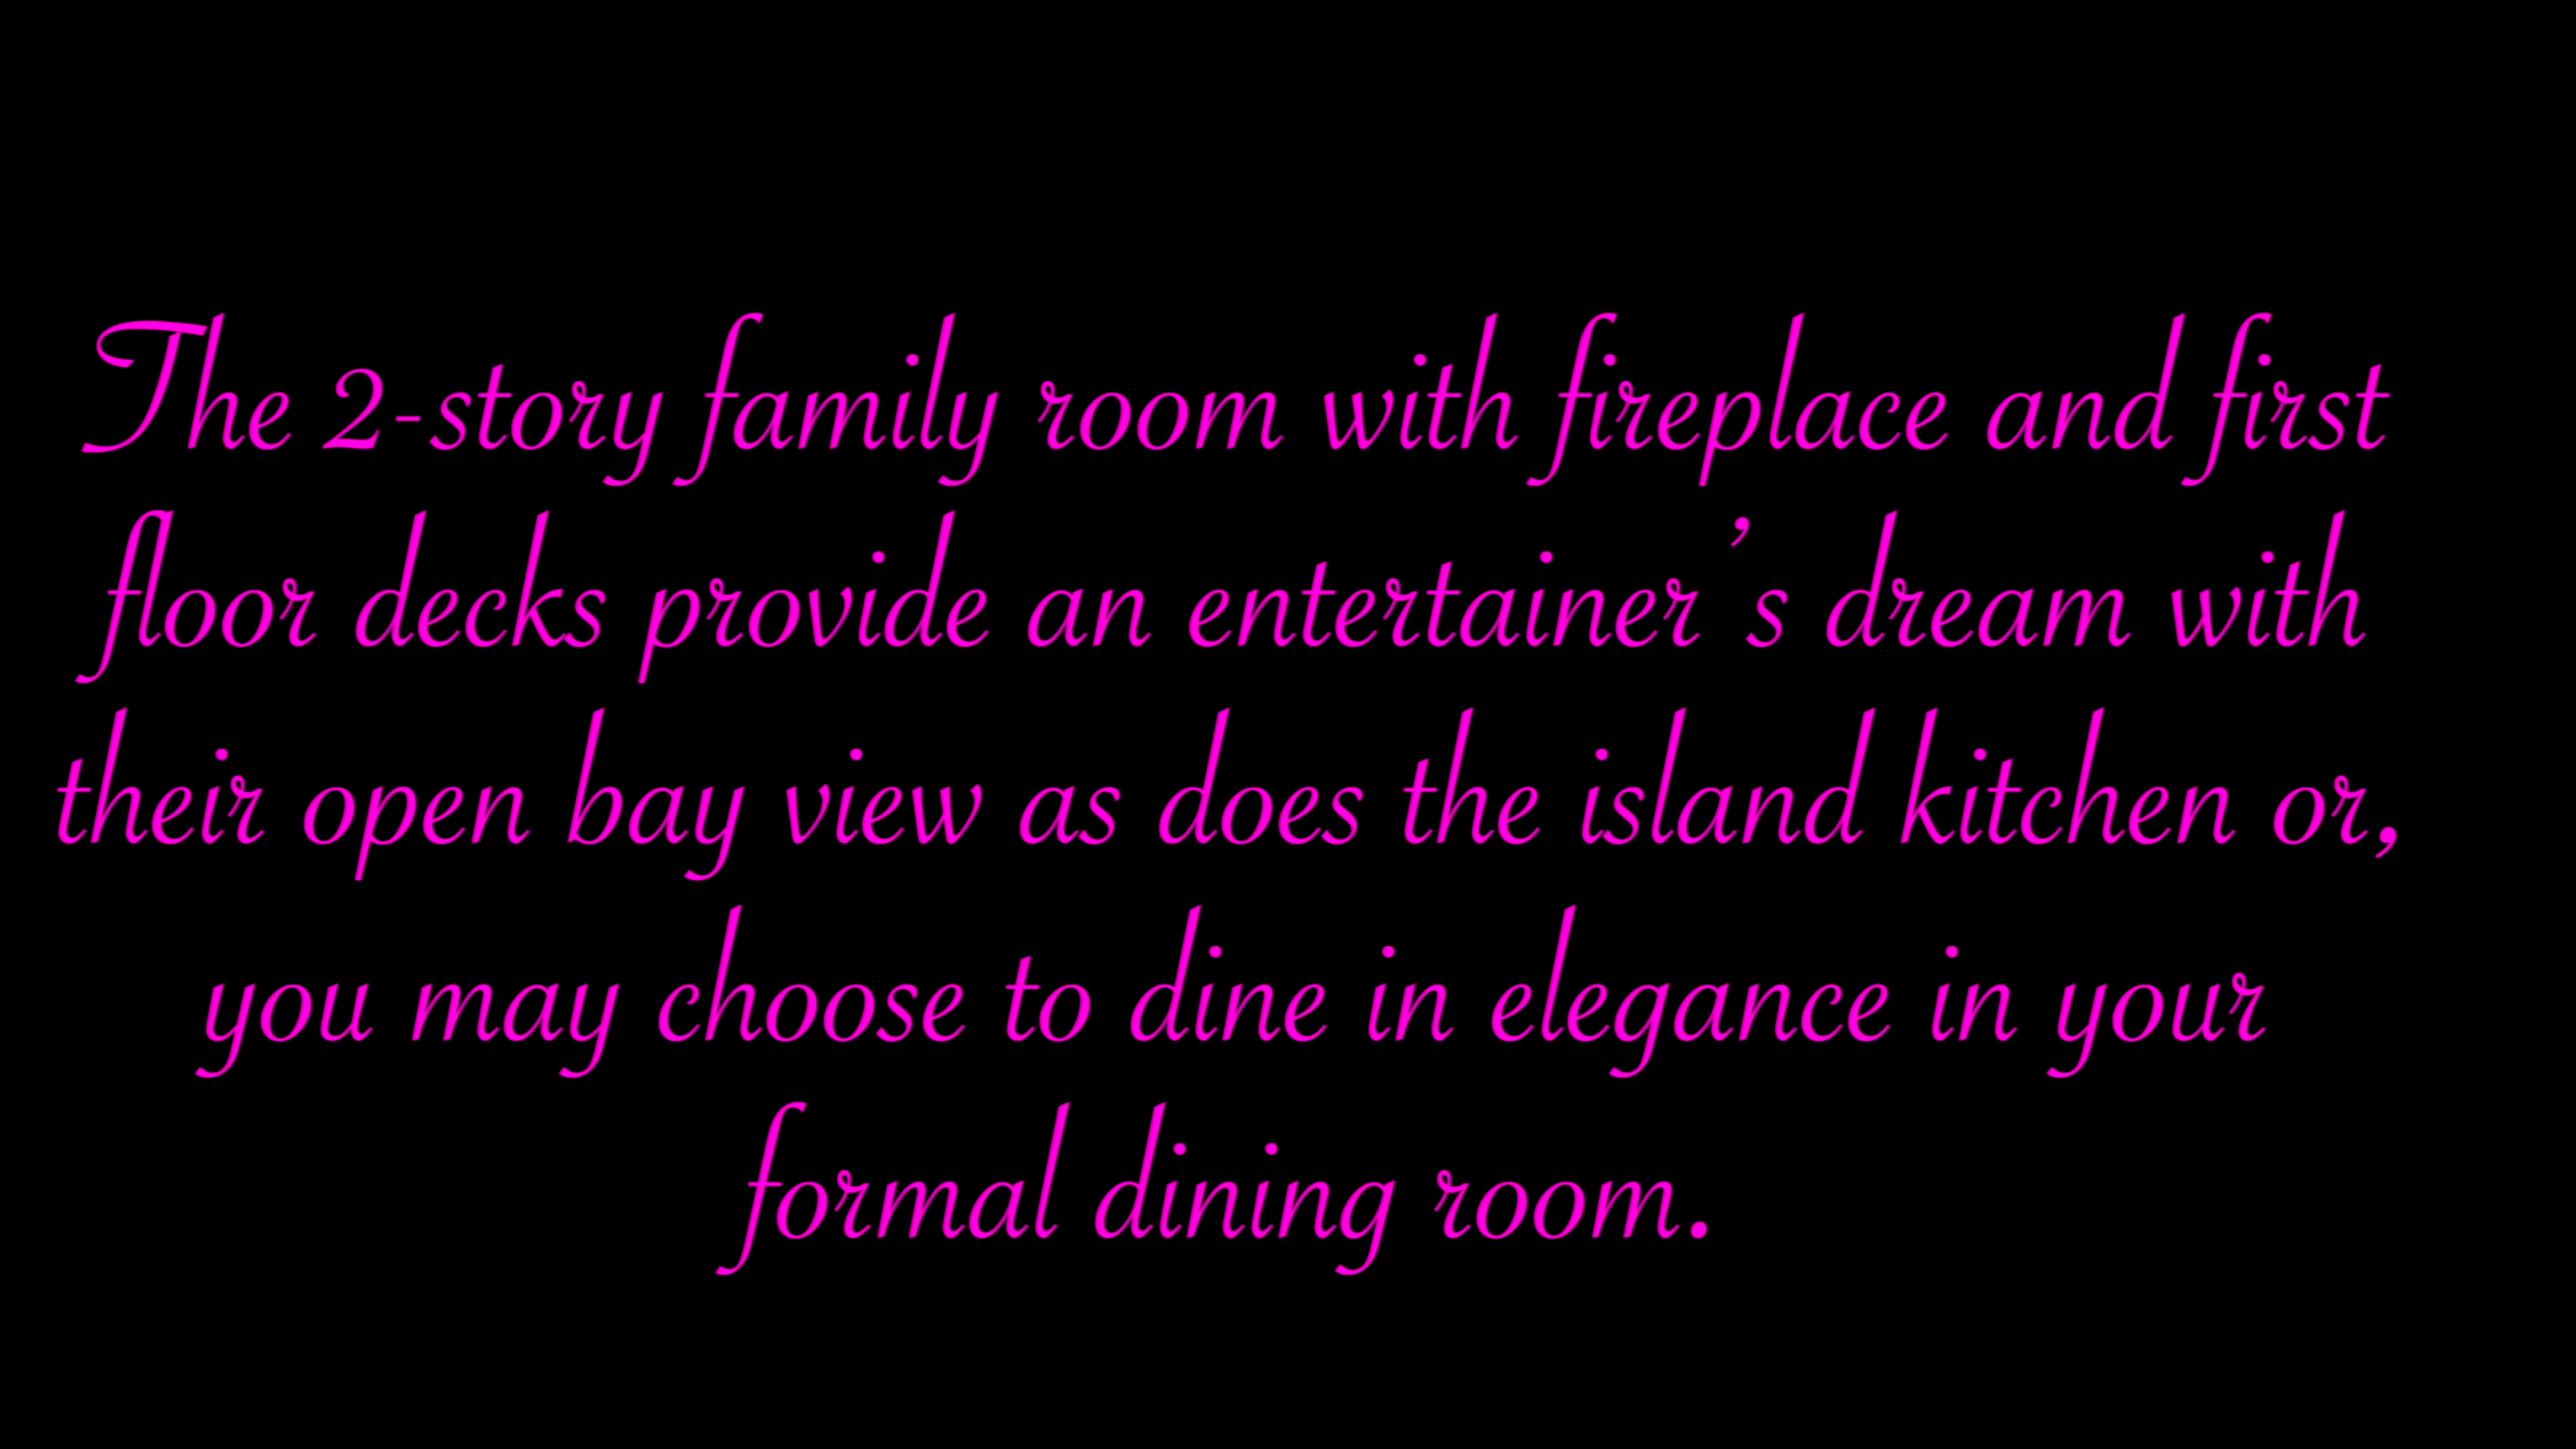 The 2-story family room with fireplace and first
floor decks provide an entertainer’s dream with
their open bay view as does the island kitchen or,
you may choose to dine in elegance in your
formal dining room.